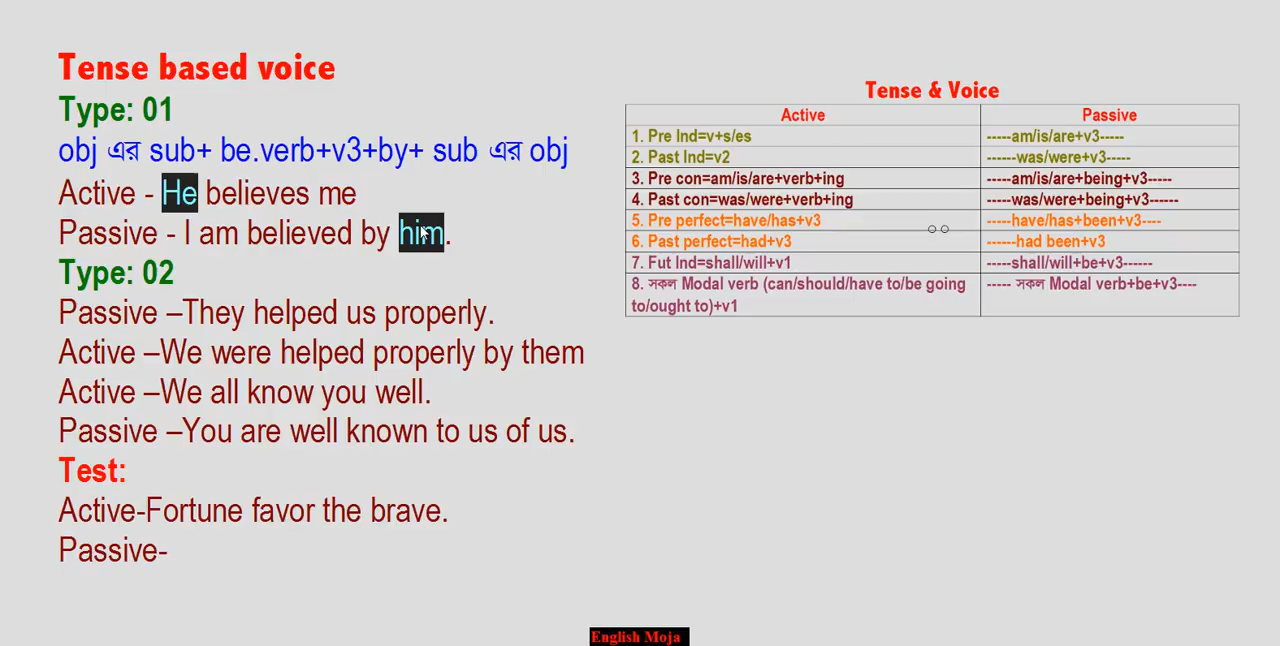 Tense based voice
Type: 01
obj এর sub+ be.verb+v3+by+ sub এর obj
Active - He believes me
Passive - I am believed by him.
Type: 02
Passive –They helped us properly.
Active –We were helped properly by them
Active –We all know you well.
Passive –You are well known to us of us.
Test:
Active-Fortune favor the brave.
Passive-
Tense & Voice
Active Passive
1. Pre Ind=v+s/es -----am/is/are+v3-----
2. Past Ind=v2 ------was/were+v3-----
3. Pre con=am/is/are+verb+ing -----am/is/are+being+v3-----
4. Past con=was/were+verb+ing -----was/were+being+v3------
5. Pre perfect=have/has+v3 -----have/has+been+v3----
6. Past perfect=had+v3 ------had been+v3
7. Fut Ind=shall/will+v1 -----shall/will+be+v3------
8. সকল Modal verb (can/should/have to/be going ----- সকল Modal verb+be+v3----
to/ought to)+v1
English Moja